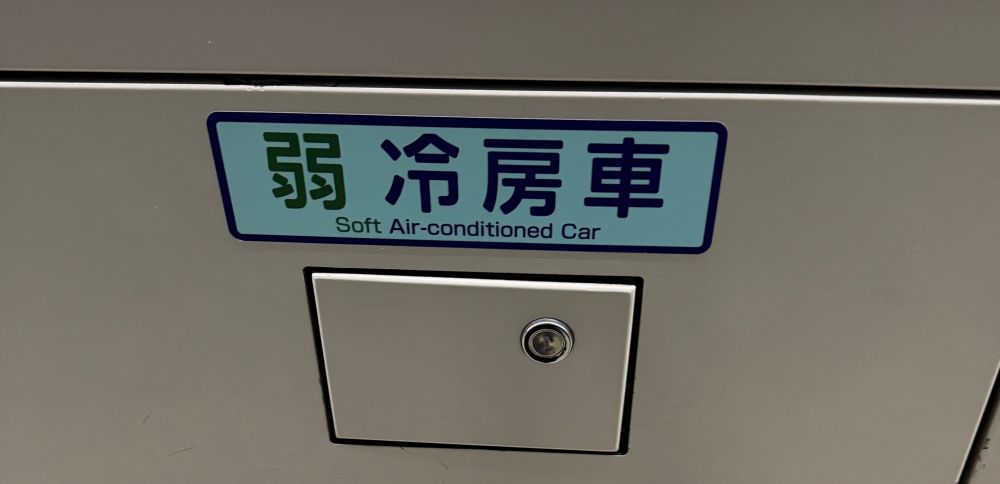 弱冷房車
Soft Air-conditioned Car